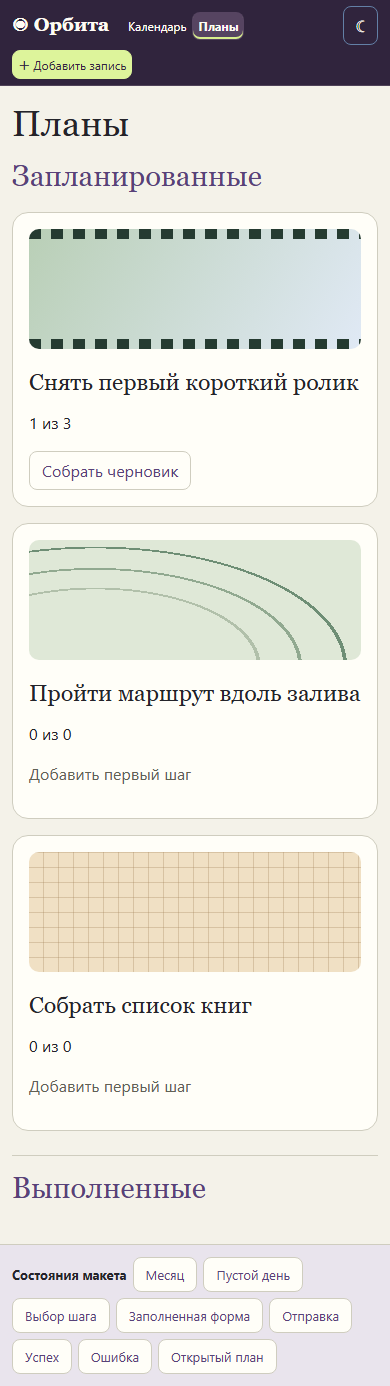 ◉ Орбита Календарь Планы ☾
+ Добавить запись
Планы
Запланированные
Снять первый короткий ролик
1 из 3
Собрать черновик
Пройти маршрут вдоль залива
0 из 0
Добавить первый шаг
Собрать список книг
0 из 0
Добавить первый шаг
Выполненные
Состояния макета Месяц Пустой день
Выбор шага Заполненная форма Отправка
Успех Ошибка Открытый план